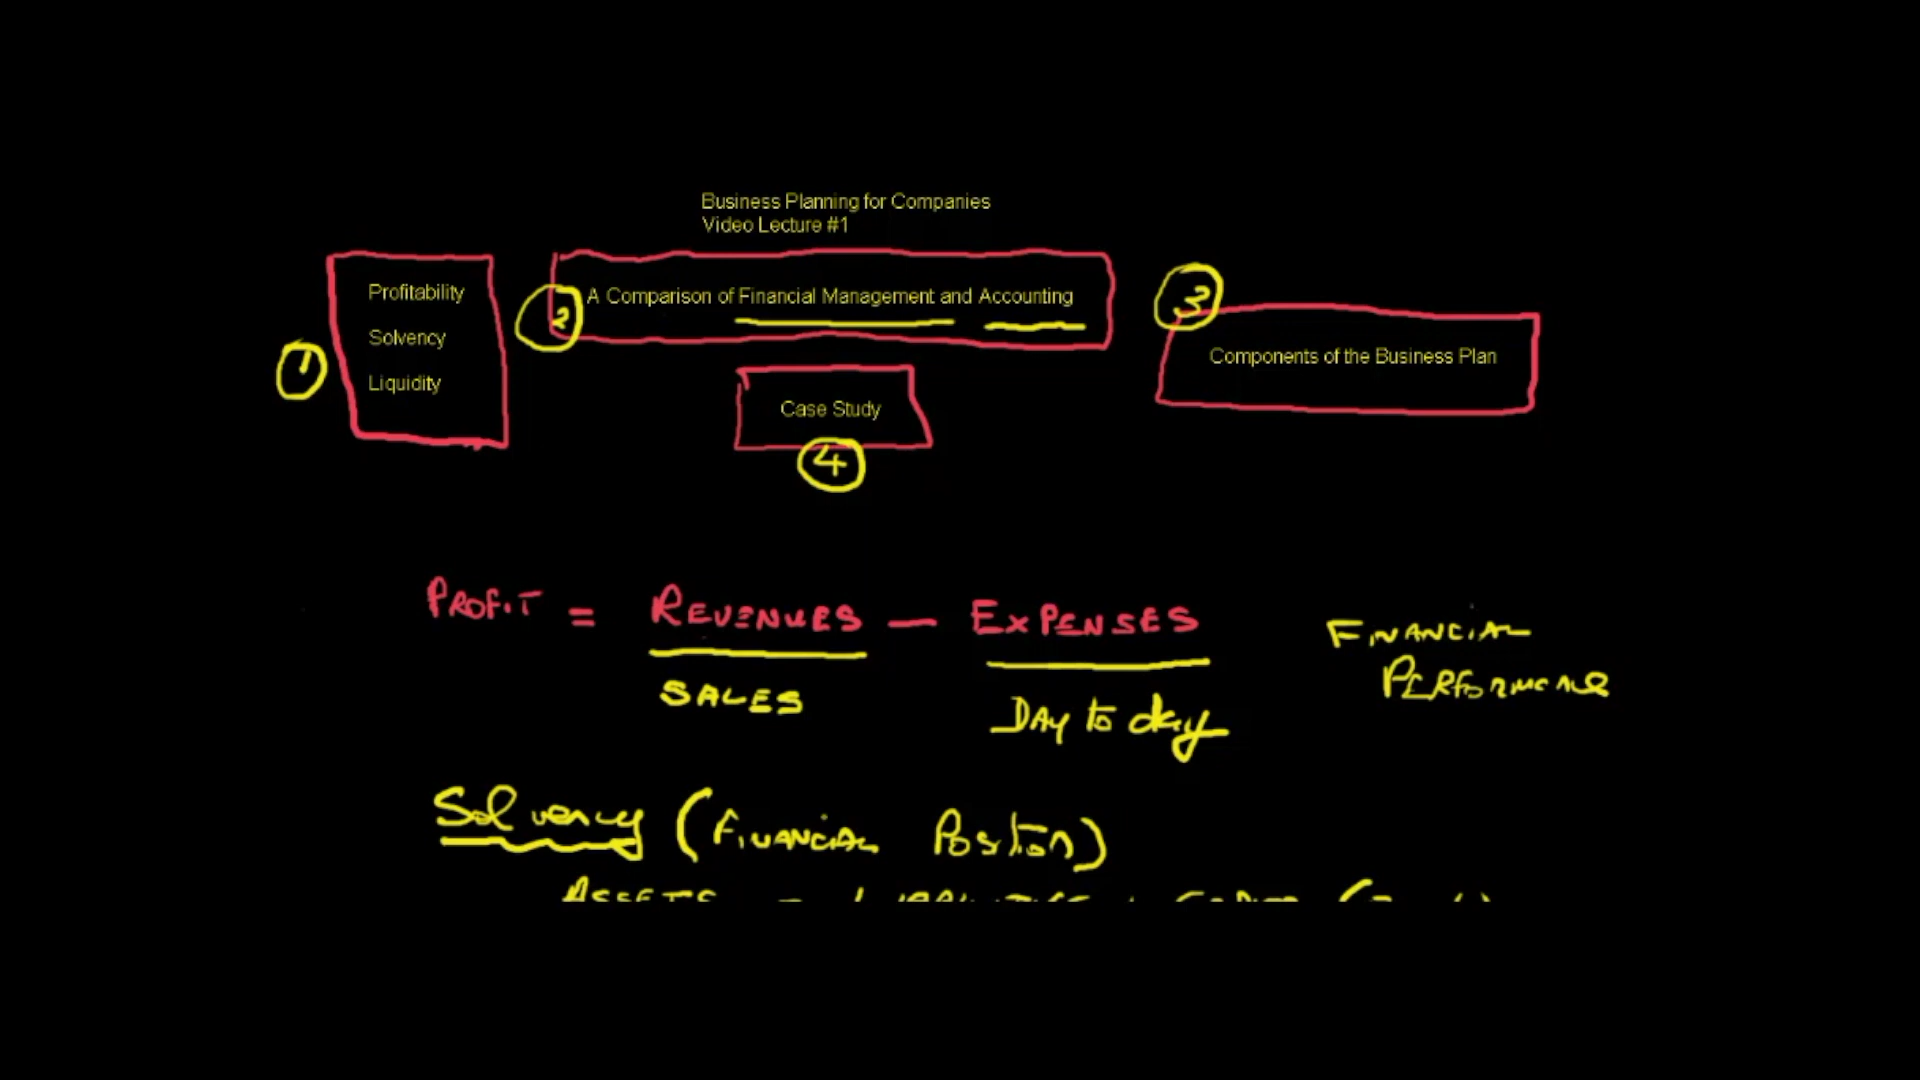 Business Planning for Companies
Video Lecture #1
Profitability
Solvency
Liquidity
1
2
A Comparison of Financial Management and Accounting
3
Components of the Business Plan
Case Study
4
PROFIT = REVENUES — EXPENSES
SALES
DAY to day
FINANCIAL
PERFORMANCE
Solvency (FINANCIAL Position)
ASSETS =